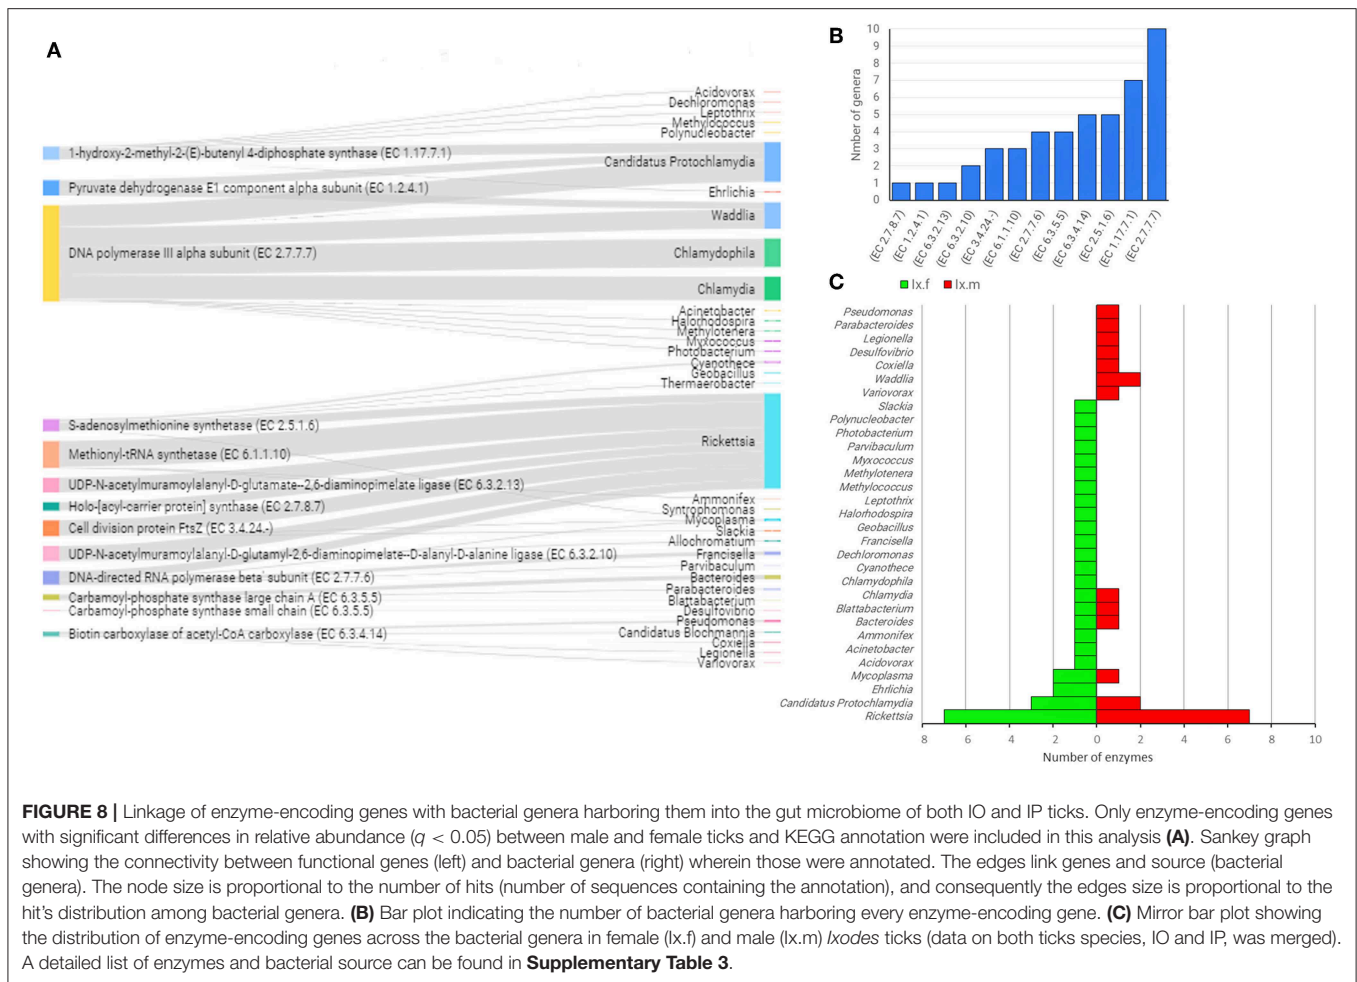 A
Acidovorax
Dechloromonas
Leptothrix
Methylococcus
Polynucleobacter
1-hydroxy-2-methyl-2-(E)-butenyl 4-diphosphate synthase (EC 1.17.7.1)
Candidatus Protochlamydia
Pyruvate dehydrogenase E1 component alpha subunit (EC 1.2.4.1)
Ehrlichia
Waddlia
DNA polymerase III alpha subunit (EC 2.7.7.7)
Chlamydophila
Chlamydia
Acinetobacter
Halorhodospira
Methylotenera
Myxococcus
Photobacterium
Cyanothece
Geobacillus
Thermaerobacter
S-adenosylmethionine synthetase (EC 2.5.1.6)
Rickettsia
Methionyl-tRNA synthetase (EC 6.1.1.10)
UDP-N-acetylmuramoylalanyl-D-glutamate--2,6-diaminopimelate ligase (EC 6.3.2.13)
Ammonifex
Holo-[acyl-carrier protein] synthase (EC 2.7.8.7)
Syntrophomonas
Mycoplasma
Cell division protein FtsZ (EC 3.4.24.-)
Slackia
Allochromatium
UDP-N-acetylmuramoylalanyl-D-glutamyl-2,6-diaminopimelate--D-alanyl-D-alanine ligase (EC 6.3.2.10)
Francisella
Parvibaculum
DNA-directed RNA polymerase beta' subunit (EC 2.7.7.6)
Bacteroides
Parabacteroides
Carbamoyl-phosphate synthase large chain A (EC 6.3.5.5)
Blattabacterium
Carbamoyl-phosphate synthase small chain (EC 6.3.5.5)
Desulfovibrio
Pseudomonas
Biotin carboxylase of acetyl-CoA carboxylase (EC 6.3.4.14)
Candidatus Blochmannia
Coxiella
Legionella
Variovorax
B
Nmber of genera
10
9
8
7
6
5
4
3
2
1
0
(EC 2.7.8.7)
(EC 1.2.4.1)
(EC 6.3.2.13)
(EC 6.3.2.10)
(EC 3.4.24.-)
(EC 6.1.1.10)
(EC 2.7.7.6)
(EC 6.3.5.5)
(EC 6.3.4.14)
(EC 2.5.1.6)
(EC 1.17.7.1)
(EC 2.7.7.7)
C
Ix.f Ix.m
Pseudomonas
Parabacteroides
Legionella
Desulfovibrio
Coxiella
Waddlia
Variovorax
Slackia
Polynucleobacter
Photobacterium
Parvibaculum
Myxococcus
Methylotenera
Methylococcus
Leptothrix
Halorhodospira
Geobacillus
Francisella
Dechloromonas
Cyanothece
Chlamydophila
Chlamydia
Blattabacterium
Bacteroides
Ammonifex
Acinetobacter
Acidovorax
Mycoplasma
Ehrlichia
Candidatus Protochlamydia
Rickettsia
8 6 4 2 0 2 4 6 8 10
Number of enzymes
FIGURE 8 | Linkage of enzyme-encoding genes with bacterial genera harboring them into the gut microbiome of both IO and IP ticks. Only enzyme-encoding genes
with significant differences in relative abundance (q < 0.05) between male and female ticks and KEGG annotation were included in this analysis (A). Sankey graph
showing the connectivity between functional genes (left) and bacterial genera (right) wherein those were annotated. The edges link genes and source (bacterial
genera). The node size is proportional to the number of hits (number of sequences containing the annotation), and consequently the edges size is proportional to the
hit's distribution among bacterial genera. (B) Bar plot indicating the number of bacterial genera harboring every enzyme-encoding gene. (C) Mirror bar plot showing
the distribution of enzyme-encoding genes across the bacterial genera in female (Ix.f) and male (Ix.m) Ixodes ticks (data on both ticks species, IO and IP, was merged).
A detailed list of enzymes and bacterial source can be found in Supplementary Table 3.